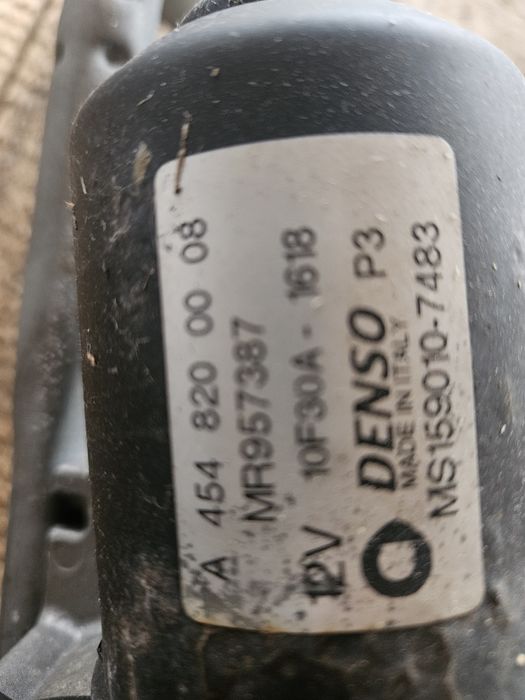 A 454 820 00 08
MR957387
12V 10F30A - 1618
DENSO P3
MADE IN ITALY
MS159010-7483